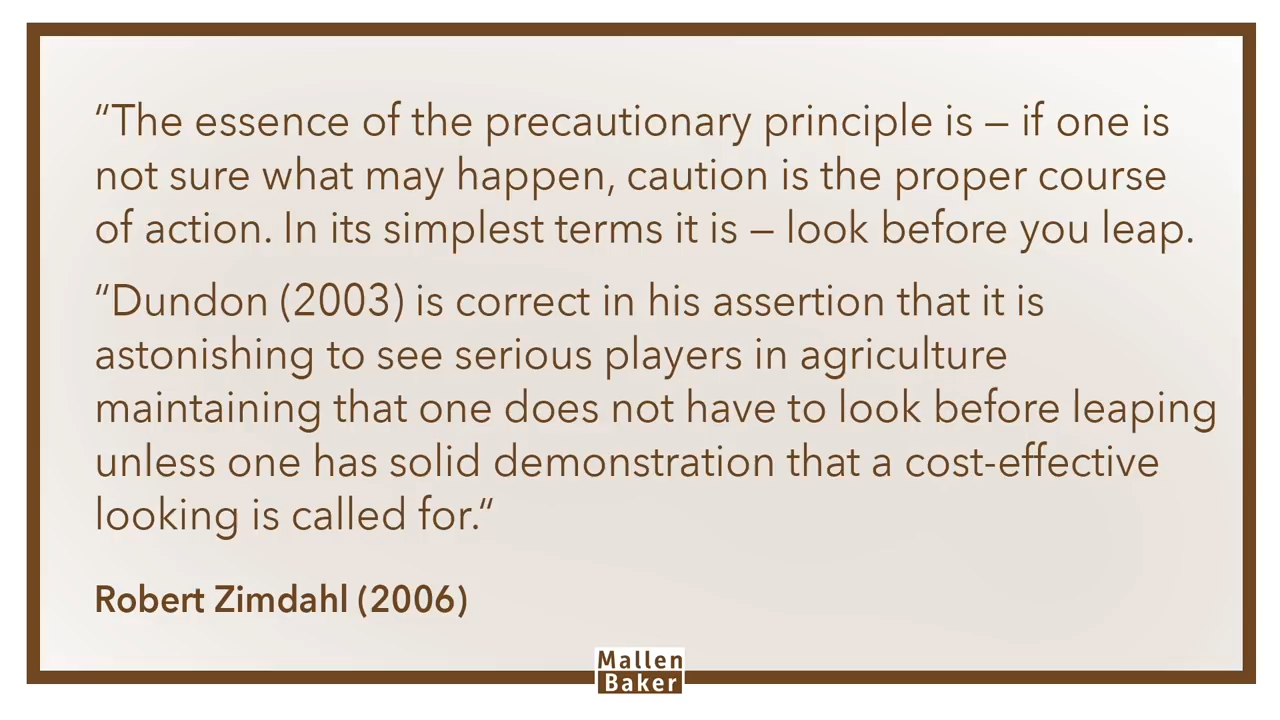 “The essence of the precautionary principle is – if one is
not sure what may happen, caution is the proper course
of action. In its simplest terms it is – look before you leap.
“Dundon (2003) is correct in his assertion that it is
astonishing to see serious players in agriculture
maintaining that one does not have to look before leaping
unless one has solid demonstration that a cost-effective
looking is called for.“
Robert Zimdahl (2006)
Mallen
Baker